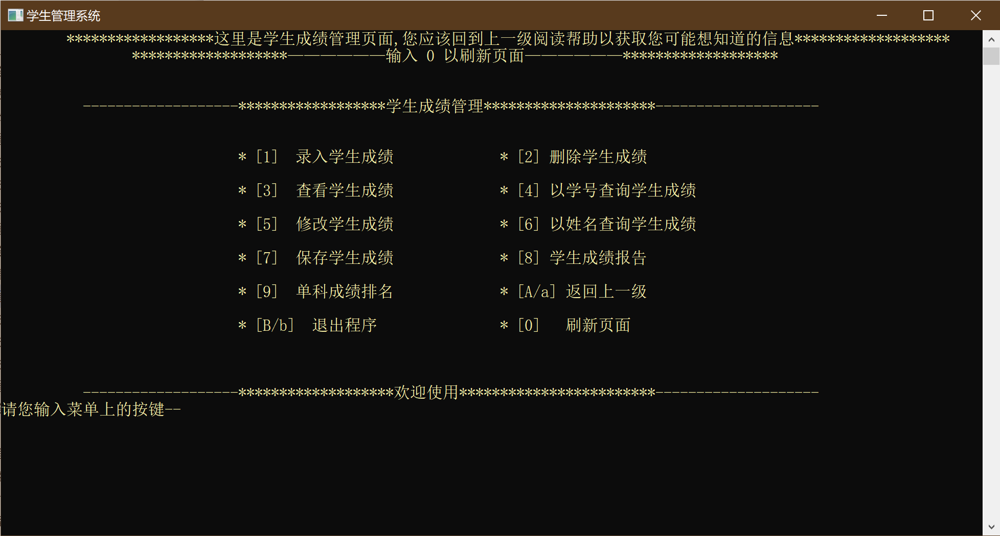 学生管理系统
******************这里是学生成绩管理页面,您应该回到上一级阅读帮助以获取您可能想知道的信息*******************
*******************——————输入 0 以刷新页面——————*******************
-------------------******************学生成绩管理*********************--------------------
* [1]  录入学生成绩 * [2] 删除学生成绩
* [3]  查看学生成绩 * [4] 以学号查询学生成绩
* [5]  修改学生成绩 * [6] 以姓名查询学生成绩
* [7]  保存学生成绩 * [8] 学生成绩报告
* [9]  单科成绩排名 * [A/a] 返回上一级
* [B/b]  退出程序 * [0]   刷新页面
-------------------*******************欢迎使用************************--------------------
请您输入菜单上的按键--